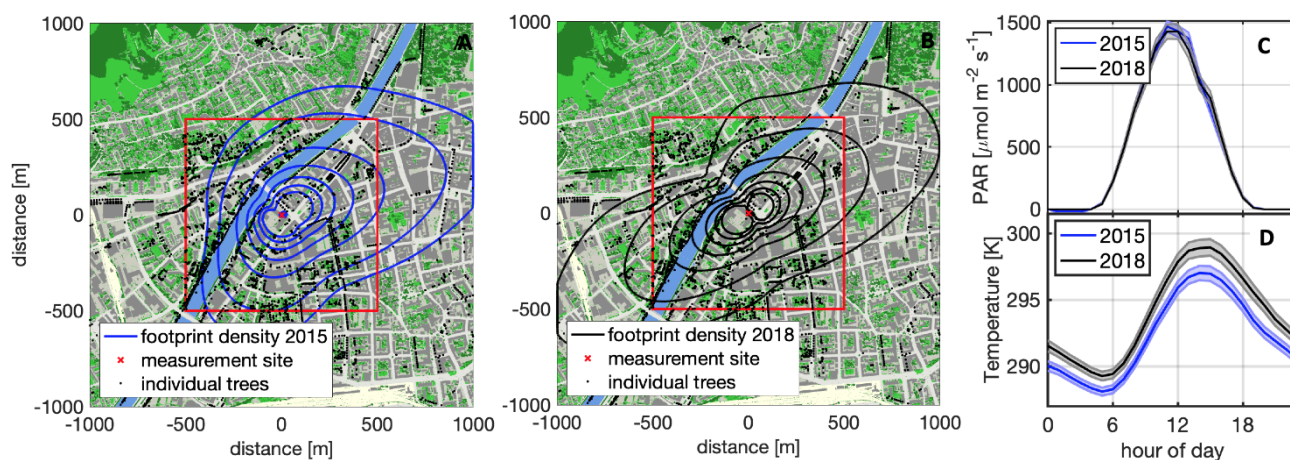 A
1000
500
0
-500
-1000
distance [m]
footprint density 2015
measurement site
individual trees
-1000 -500 0 500 1000
distance [m]
B
1000
500
0
-500
-1000
footprint density 2018
measurement site
individual trees
-1000 -500 0 500 1000
distance [m]
C
PAR [μmol m⁻² s⁻¹]
1500
1000
500
0
2015
2018
D
Temperature [K]
300
295
290
2015
2018
0 6 12 18
hour of day